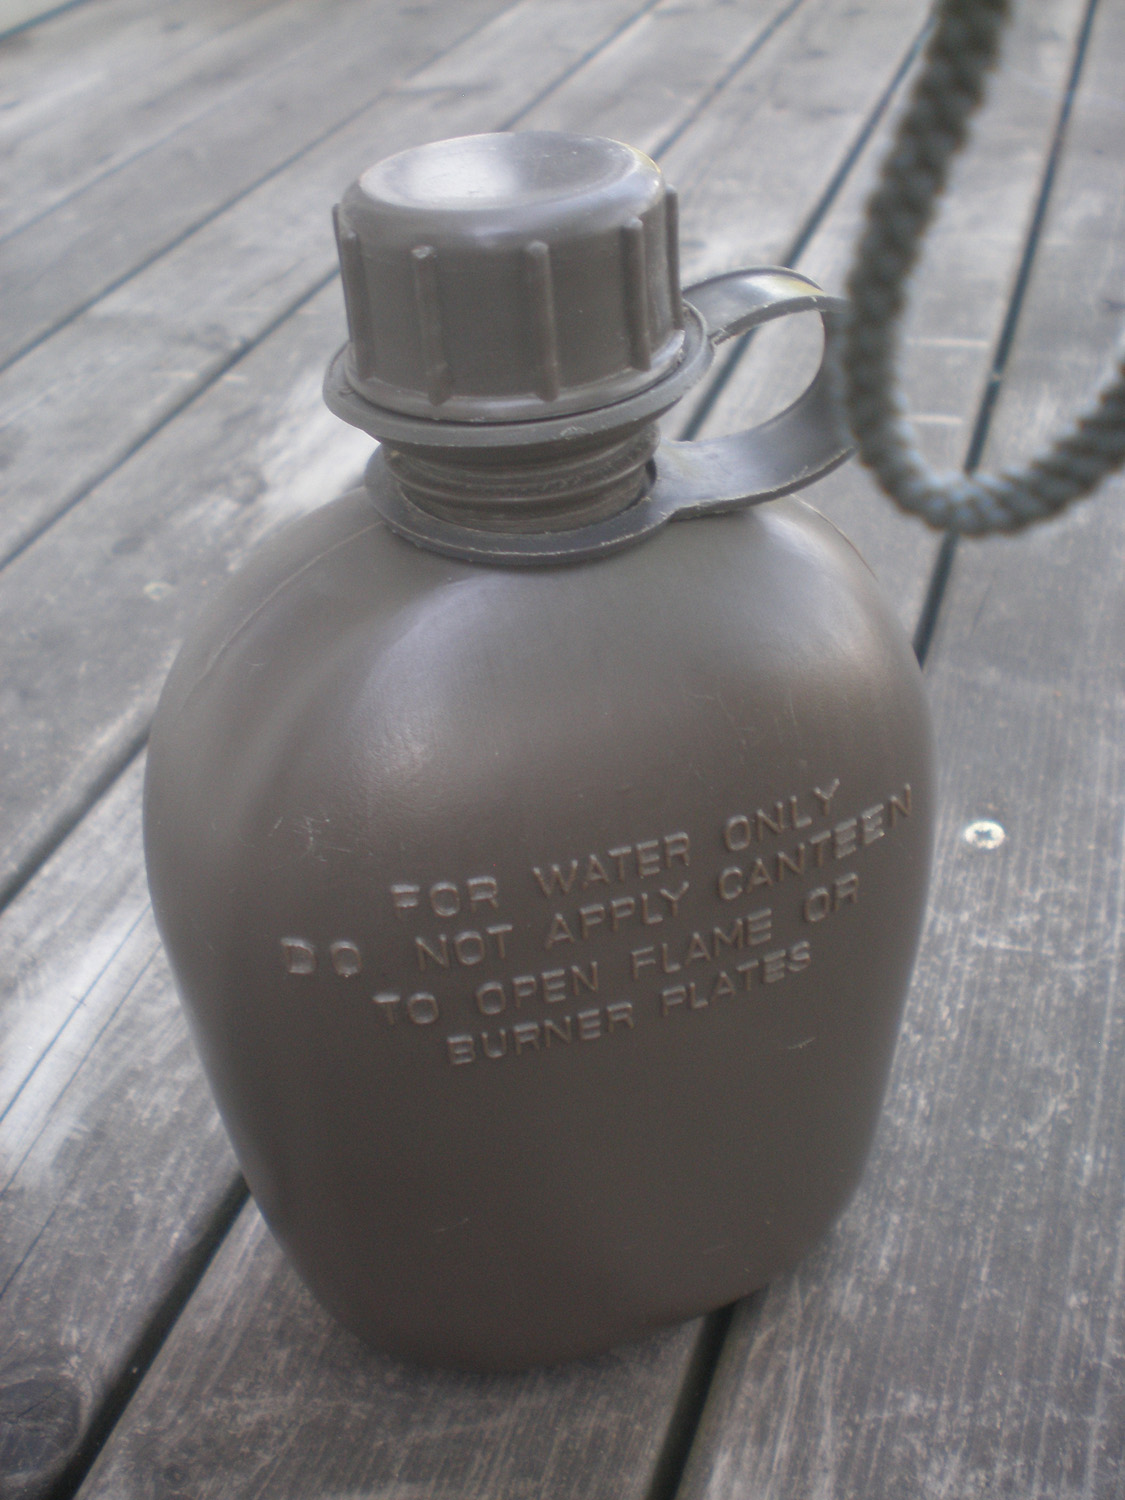 FOR WATER ONLY
DO NOT APPLY CANTEEN
TO OPEN FLAME OR
BURNER PLATES